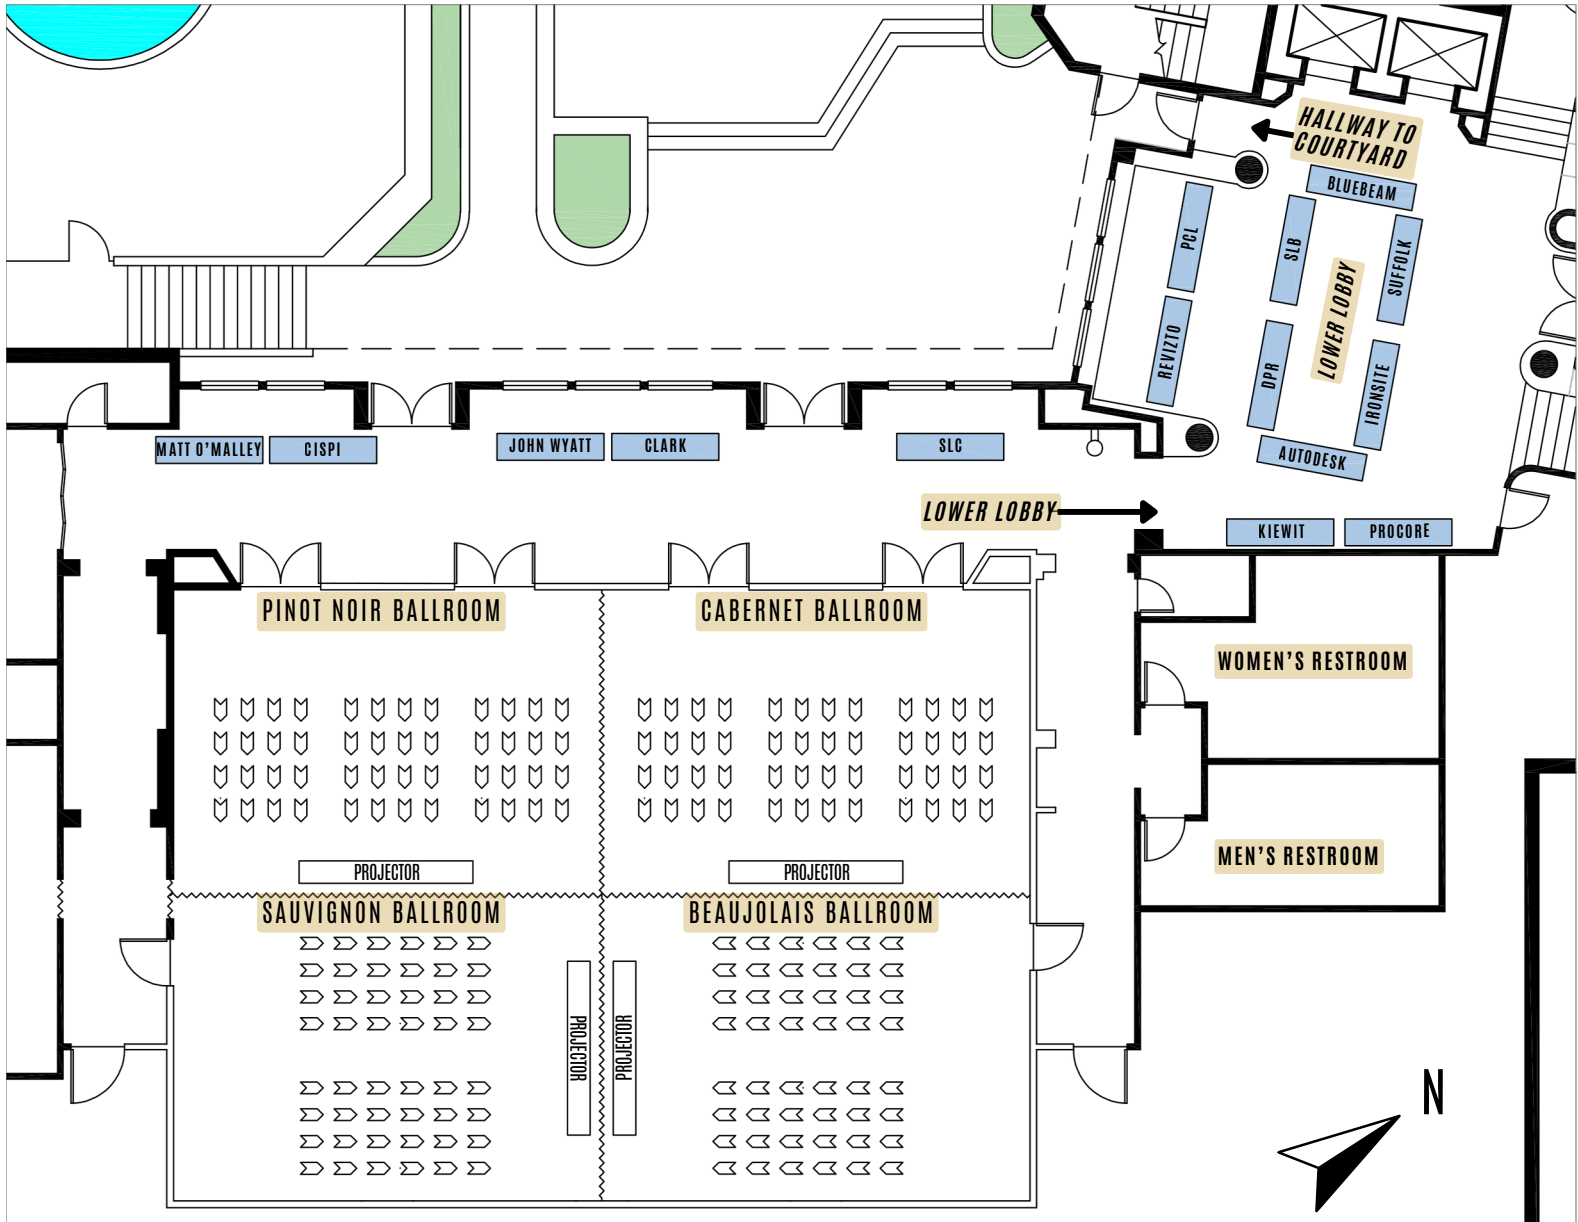 HALLWAY TO
COURTYARD
BLUEBEAM
PCL
SLB
SUFFOLK
LOWER LOBBY
REVIZTO
DPR
IRONSITE
AUTODESK
MATT O'MALLEY
CISPI
JOHN WYATT
CLARK
SLC
LOWER LOBBY
KIEWIT
PROCORE
PINOT NOIR BALLROOM
CABERNET BALLROOM
WOMEN'S RESTROOM
MEN'S RESTROOM
PROJECTOR
PROJECTOR
SAUVIGNON BALLROOM
BEAUJOLAIS BALLROOM
PROJECTOR
PROJECTOR
N